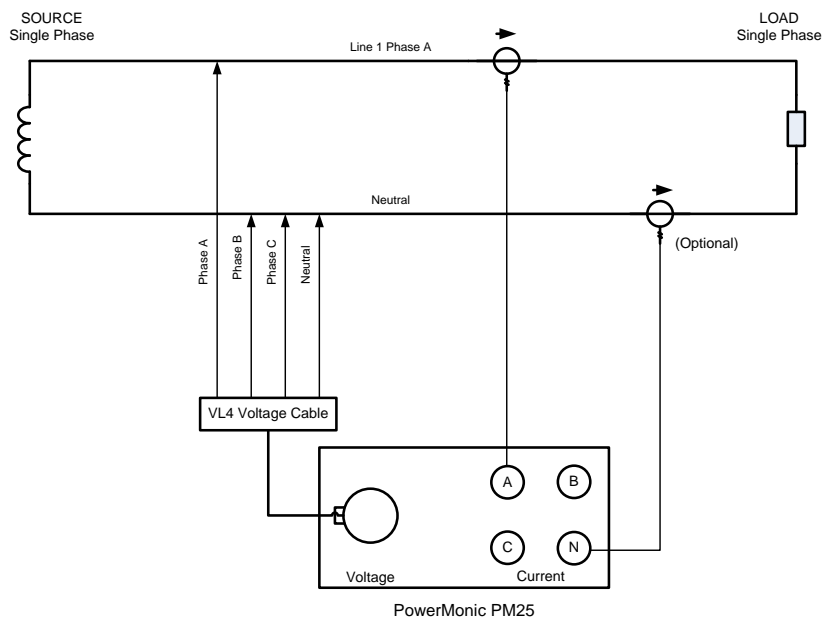 SOURCE
Single Phase
LOAD
Single Phase
Line 1 Phase A
Neutral
(Optional)
Phase A
Phase B
Phase C
Neutral
VL4 Voltage Cable
A
B
C
N
Voltage
Current
PowerMonic PM25